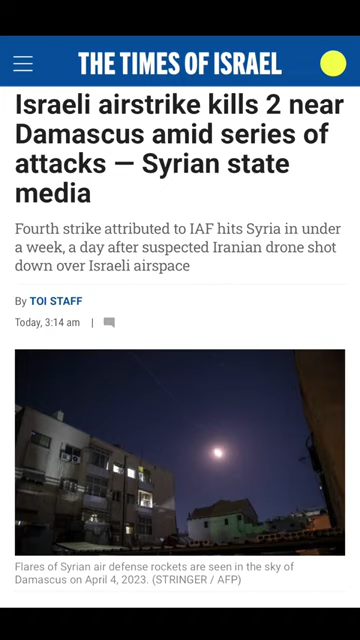 THE TIMES OF ISRAEL
Israeli airstrike kills 2 near
Damascus amid series of
attacks — Syrian state
media
Fourth strike attributed to IAF hits Syria in under
a week, a day after suspected Iranian drone shot
down over Israeli airspace
By TOI STAFF
Today, 3:14 am |
Flares of Syrian air defense rockets are seen in the sky of
Damascus on April 4, 2023. (STRINGER / AFP)